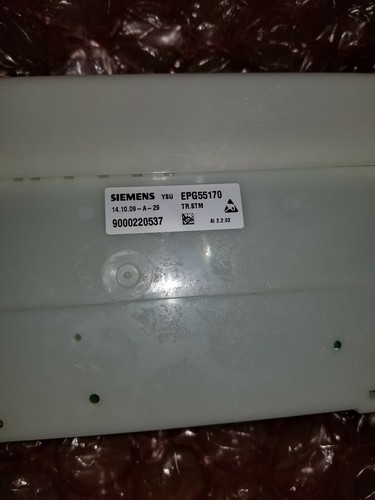 SIEMENS YSU EPG55170
14.10.09-A-29 TR.STM
9000220537 AI 2.2.02